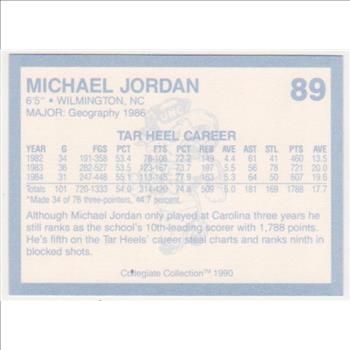 MICHAEL JORDAN 89
6'5" • WILMINGTON, NC
MAJOR: Geography 1986
UNC
TAR HEEL CAREER
YEAR G FG PCT FT PCT REB AVE AST STL PTS AVE
1982 34 191-358 53.4 78-108 72.2 149 4.4 61 41 460 13.5
1983 36 282-527 53.5 123-167 73.7 197 5.5 56 78 721 20.0
1984 31 247-448 55.1 113-145 77.9 163 5.3 64 50 607 19.6
Totals 101 720-1333 54.0 314-420 74.8 509 5.0 181 169 1788 17.7
*Made 34 of 76 three-pointers, 44.7 percent.
Although Michael Jordan only played at Carolina three years he
still ranks as the school's 10th-leading scorer with 1,788 points.
He's fifth on the Tar Heels' career steal charts and ranks ninth in
blocked shots.
Collegiate Collection™ 1990